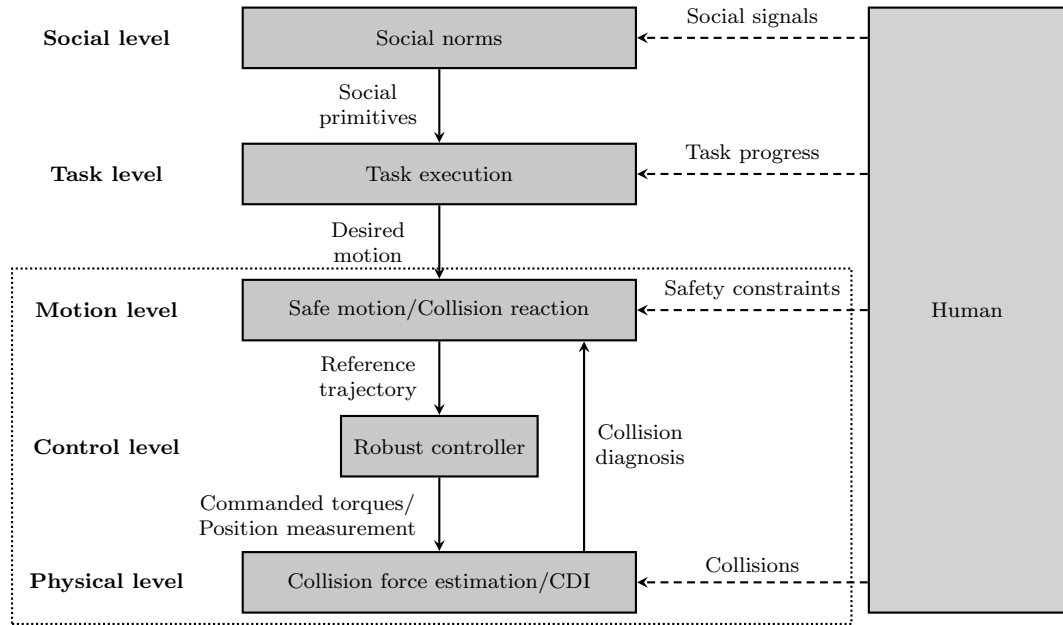 Social signals
Social level
Social norms
Social
primitives
Task progress
Task level
Task execution
Desired
motion
Safety constraints
Motion level
Safe motion/Collision reaction
Human
Reference
trajectory
Control level
Robust controller
Collision
diagnosis
Commanded torques/
Position measurement
Collisions
Physical level
Collision force estimation/CDI